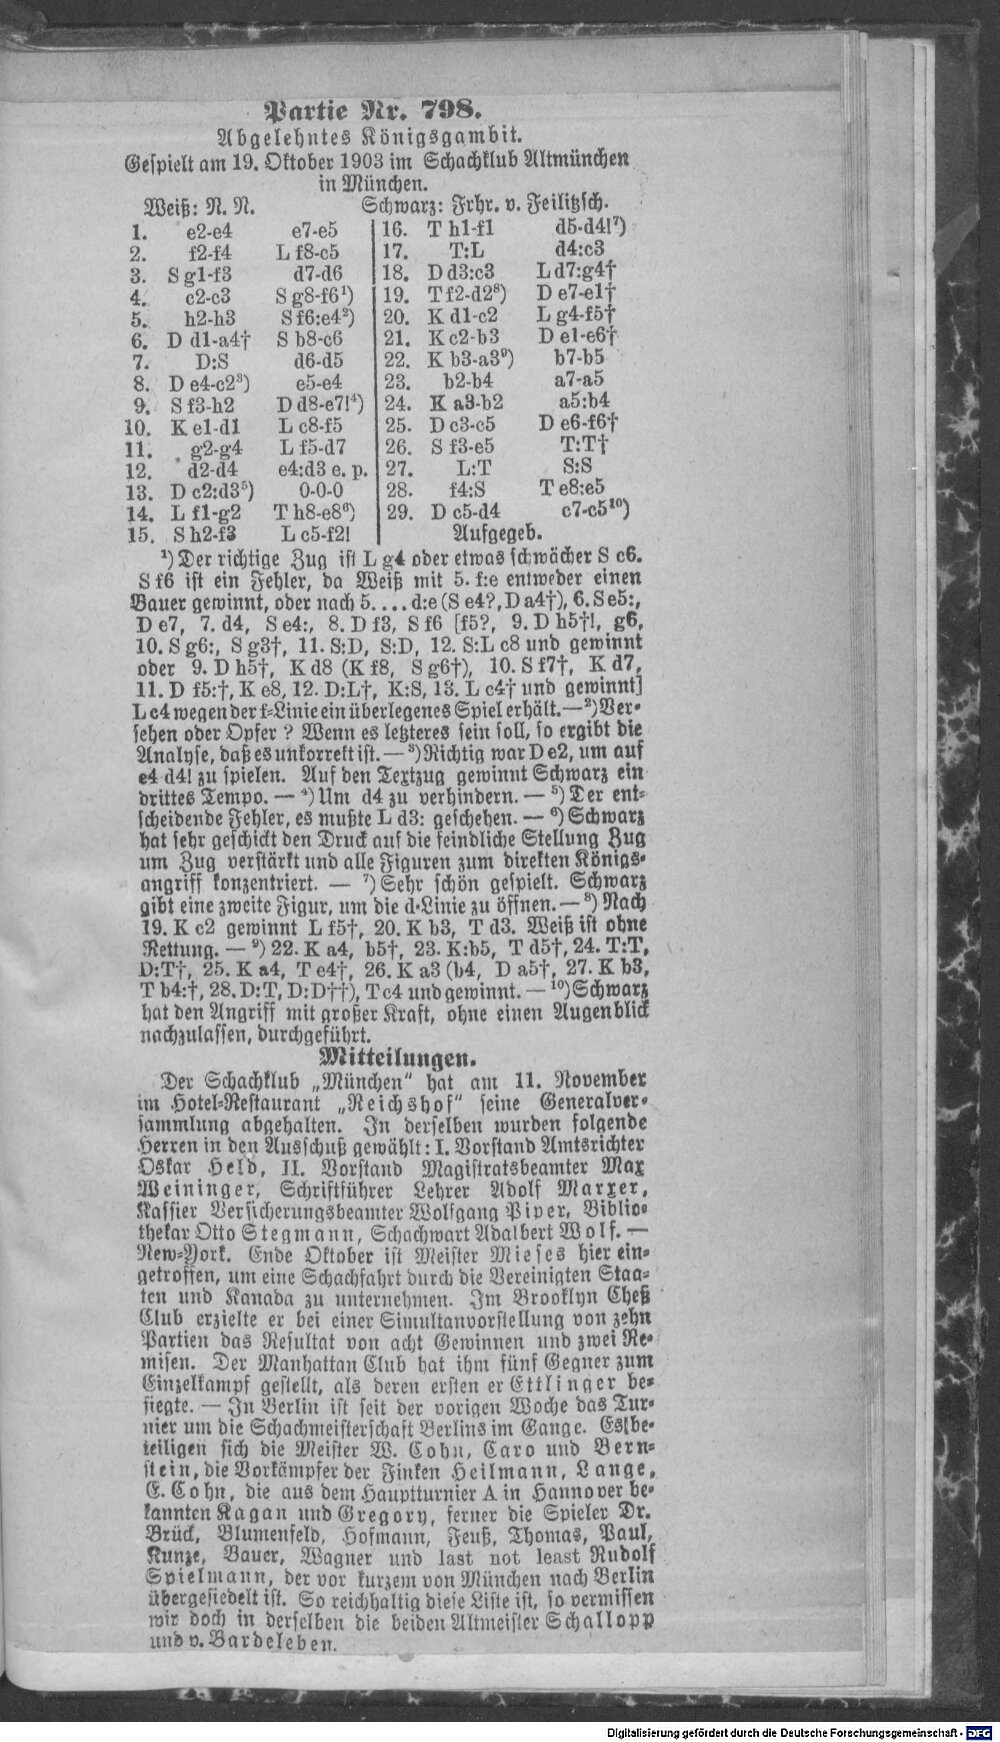 Partie Nr. 798.
Abgelehntes Königsgambit.
Gespielt am 19. Oktober 1903 im Schachklub Altmünchen
in München.
Weiß: N. N. Schwarz: Frhr. v. Feilitzsch.
1. e2-e4 e7-e5
2. f2-f4 L f8-c5
3. S g1-f3 d7-d6
4. c2-c3 S g8-f6¹)
5. h2-h3 S f6:e4²)
6. D d1-a4† S b8-c6
7. D:S d6-d5
8. D e4-c2³) e5-e4
9. S f3-h2 D d8-e7!⁴)
10. K e1-d1 L c8-f5
11. g2-g4 L f5-d7
12. d2-d4 e4:d3 e. p.
13. D c2:d3⁵) 0-0-0
14. L f1-g2 T h8-e8⁶)
15. S h2-f3 L c5-f2!
16. T h1-f1 d5-d4!⁷)
17. T:L d4:c3
18. D d3:c3 L d7:g4†
19. T f2-d2⁸) D e7-e1†
20. K d1-c2 L g4-f5†
21. K c2-b3 D e1-e6†
22. K b3-a3⁹) b7-b5
23. b2-b4 a7-a5
24. K a3-b2 a5:b4
25. D c3-c5 D e6-f6†
26. S f3-e5 T:T†
27. L:T S:S
28. f4:S T e8:e5
29. D c5-d4 c7-c5¹⁰)
Aufgegeb.
¹) Der richtige Zug ist L g4 oder etwas schwächer S c6.
S f6 ist ein Fehler, da Weiß mit 5. f:e entweder einen
Bauer gewinnt, oder nach 5. . . . d:e (S e4?, D a4†), 6. S e5:,
D e7, 7. d4, S e4:, 8. D f3, S f6 [f5?, 9. D h5†!, g6,
10. S g6:, S g3†, 11. S:D, S:D, 12. S:L c8 und gewinnt
oder 9. D h5†, K d8 (K f8, S g6†), 10. S f7†, K d7,
11. D f5:†, K e8, 12. D:L†, K:S, 13. L c4† und gewinnt]
L c4 wegen der f-Linie ein überlegenes Spiel erhält. — ²) Ver-
sehen oder Opfer? Wenn es letzteres sein soll, so ergibt die
Analyse, daß es unkorrekt ist. — ³) Richtig war D e2, um auf
e4 d4! zu spielen. Auf den Textzug gewinnt Schwarz ein
drittes Tempo. — ⁴) Um d4 zu verhindern. — ⁵) Der ent-
scheidende Fehler, es mußte L d3: geschehen. — ⁶) Schwarz
hat sehr geschickt den Druck auf die feindliche Stellung Zug
um Zug verstärkt und alle Figuren zum direkten Königs-
angriff konzentriert. — ⁷) Sehr schön gespielt. Schwarz
gibt eine zweite Figur, um die d-Linie zu öffnen. — ⁸) Nach
19. K c2 gewinnt L f5†, 20. K b3, T d3. Weiß ist ohne
Rettung. — ⁹) 22. K a4, b5†, 23. K:b5, T d5†, 24. T:T,
D:T†, 25. K a4, T e4†, 26. K a3 (b4, D a5†, 27. K b3,
T b4:†, 28. D:T, D:D††), T c4 und gewinnt. — ¹⁰) Schwarz
hat den Angriff mit großer Kraft, ohne einen Augenblick
nachzulassen, durchgeführt.
Mitteilungen.
Der Schachklub „München“ hat am 11. November
im Hotel-Restaurant „Reichshof“ seine Generalver-
sammlung abgehalten. In derselben wurden folgende
Herren in den Ausschuß gewählt: I. Vorstand Amtsrichter
Oskar Held, II. Vorstand Magistratsbeamter Max
Weininger, Schriftführer Lehrer Adolf Marxer,
Kassier Versicherungsbeamter Wolfgang Piper, Biblio-
thekar Otto Stegmann, Schachwart Adalbert Wolf. —
New-York. Ende Oktober ist Meister Mieses hier ein-
getroffen, um eine Schachfahrt durch die Vereinigten Staa-
ten und Kanada zu unternehmen. Im Brooklyn Cheß
Club erzielte er bei einer Simultanvorstellung von zehn
Partien das Resultat von acht Gewinnen und zwei Re-
misen. Der Manhattan Club hat ihm fünf Gegner zum
Einzelkampf gestellt, als deren ersten er Ettlinger be-
siegte. — In Berlin ist seit der vorigen Woche das Tur-
nier um die Schachmeisterschaft Berlins im Gange. Es be-
teiligen sich die Meister W. Cohn, Caro und Bern-
stein, die Vorkämpfer der Finken Heilmann, Lange,
E. Cohn, die aus dem Hauptturnier A in Hannover be-
kannten Kagan und Gregory, ferner die Spieler Dr.
Brück, Blumenfeld, Hofmann, Feuß, Thomas, Paul,
Kunze, Bauer, Wagner und last not least Rudolf
Spielmann, der vor kurzem von München nach Berlin
übergesiedelt ist. So reichhaltig diese Liste ist, so vermissen
wir doch in derselben die beiden Altmeister Schallopp
und v. Bardeleben.
Digitalisierung gefördert durch die Deutsche Forschungsgemeinschaft - DFG